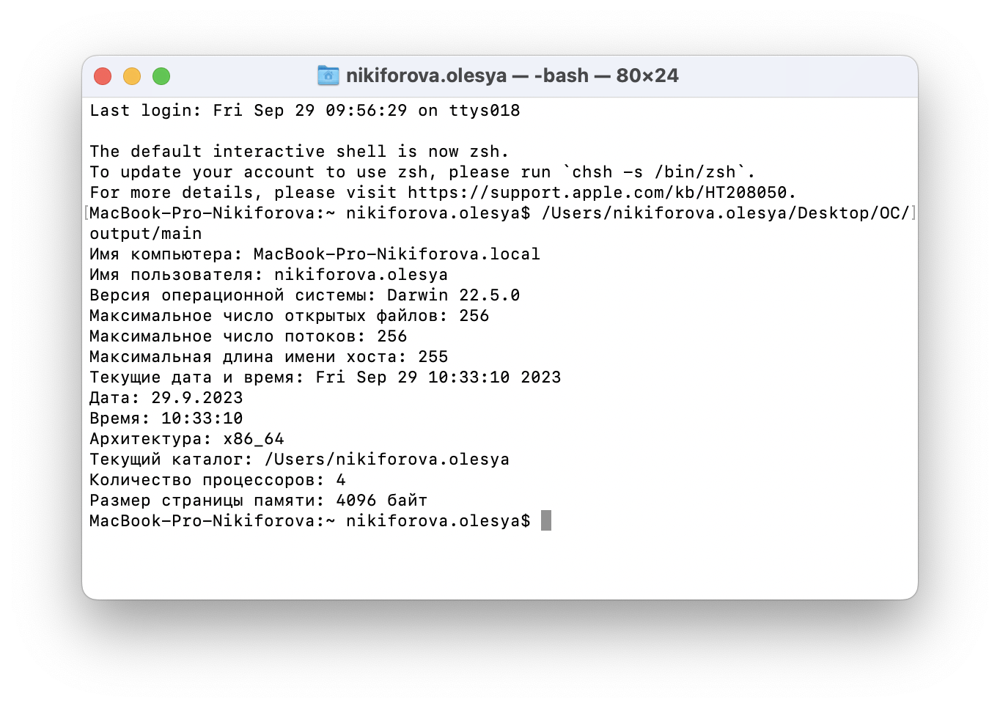 nikiforova.olesya — -bash — 80×24
Last login: Fri Sep 29 09:56:29 on ttys018
The default interactive shell is now zsh.
To update your account to use zsh, please run `chsh -s /bin/zsh`.
For more details, please visit https://support.apple.com/kb/HT208050.
[MacBook-Pro-Nikiforova:~ nikiforova.olesya$ /Users/nikiforova.olesya/Desktop/ОС/]
output/main
Имя компьютера: MacBook-Pro-Nikiforova.local
Имя пользователя: nikiforova.olesya
Версия операционной системы: Darwin 22.5.0
Максимальное число открытых файлов: 256
Максимальное число потоков: 256
Максимальная длина имени хоста: 255
Текущие дата и время: Fri Sep 29 10:33:10 2023
Дата: 29.9.2023
Время: 10:33:10
Архитектура: x86_64
Текущий каталог: /Users/nikiforova.olesya
Количество процессоров: 4
Размер страницы памяти: 4096 байт
MacBook-Pro-Nikiforova:~ nikiforova.olesya$